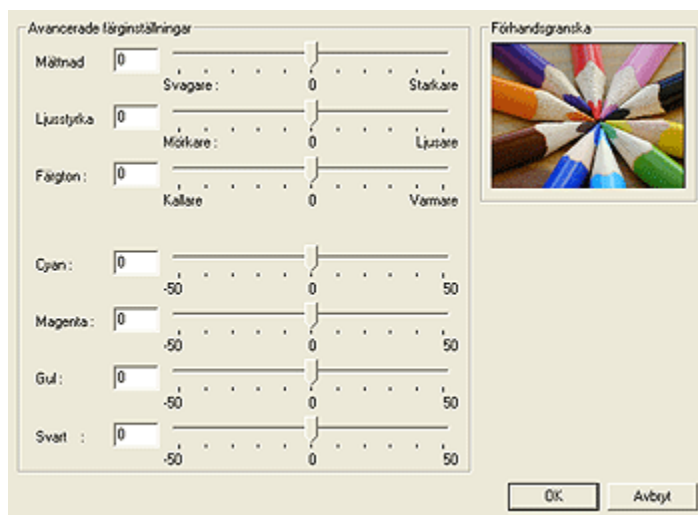 Avancerade färginställningar
Mättnad 0
Svagare : 0 Starkare
Ljusstyrka 0
Mörkare : 0 Ljusare
Färgton : 0
Kallare 0 Varmare
Cyan : 0
-50 0 50
Magenta : 0
-50 0 50
Gul : 0
-50 0 50
Svart : 0
-50 0 50
Förhandsgranska
OK Avbryt